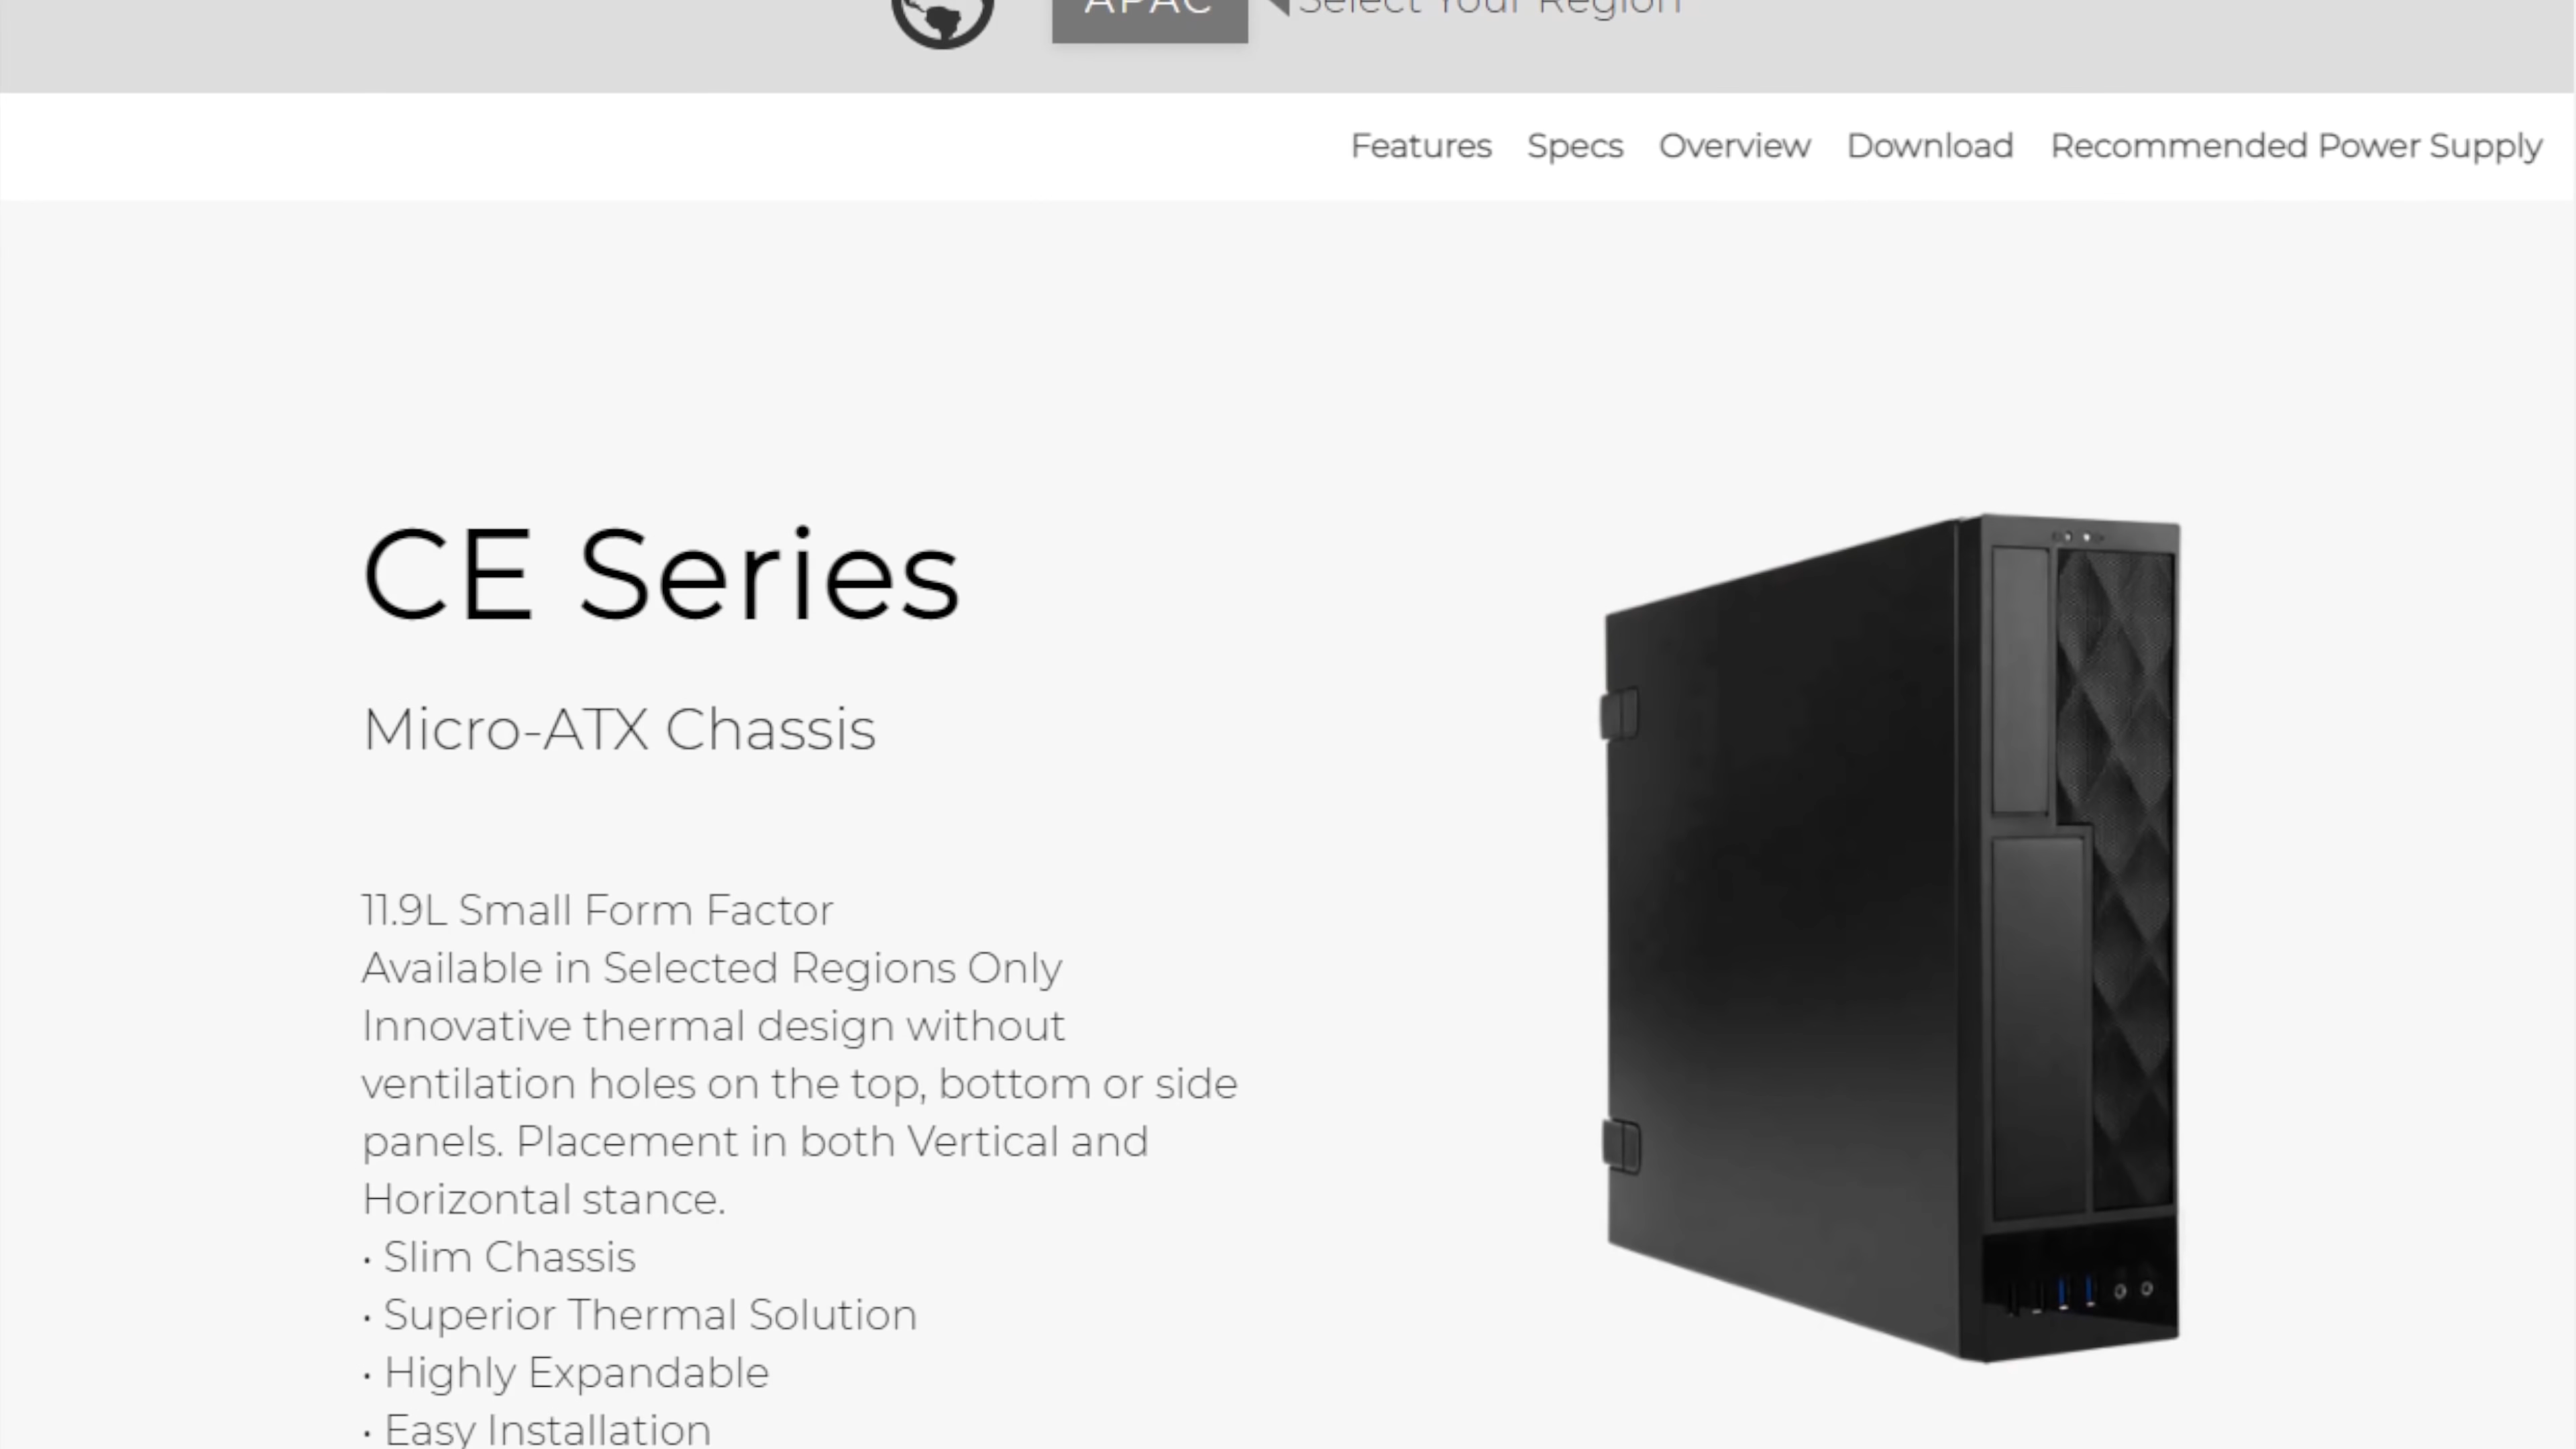 APAC Select Your Region
Features Specs Overview Download Recommended Power Supply
CE Series
Micro-ATX Chassis
11.9L Small Form Factor
Available in Selected Regions Only
Innovative thermal design without
ventilation holes on the top, bottom or side
panels. Placement in both Vertical and
Horizontal stance.
• Slim Chassis
• Superior Thermal Solution
• Highly Expandable
• Easy Installation